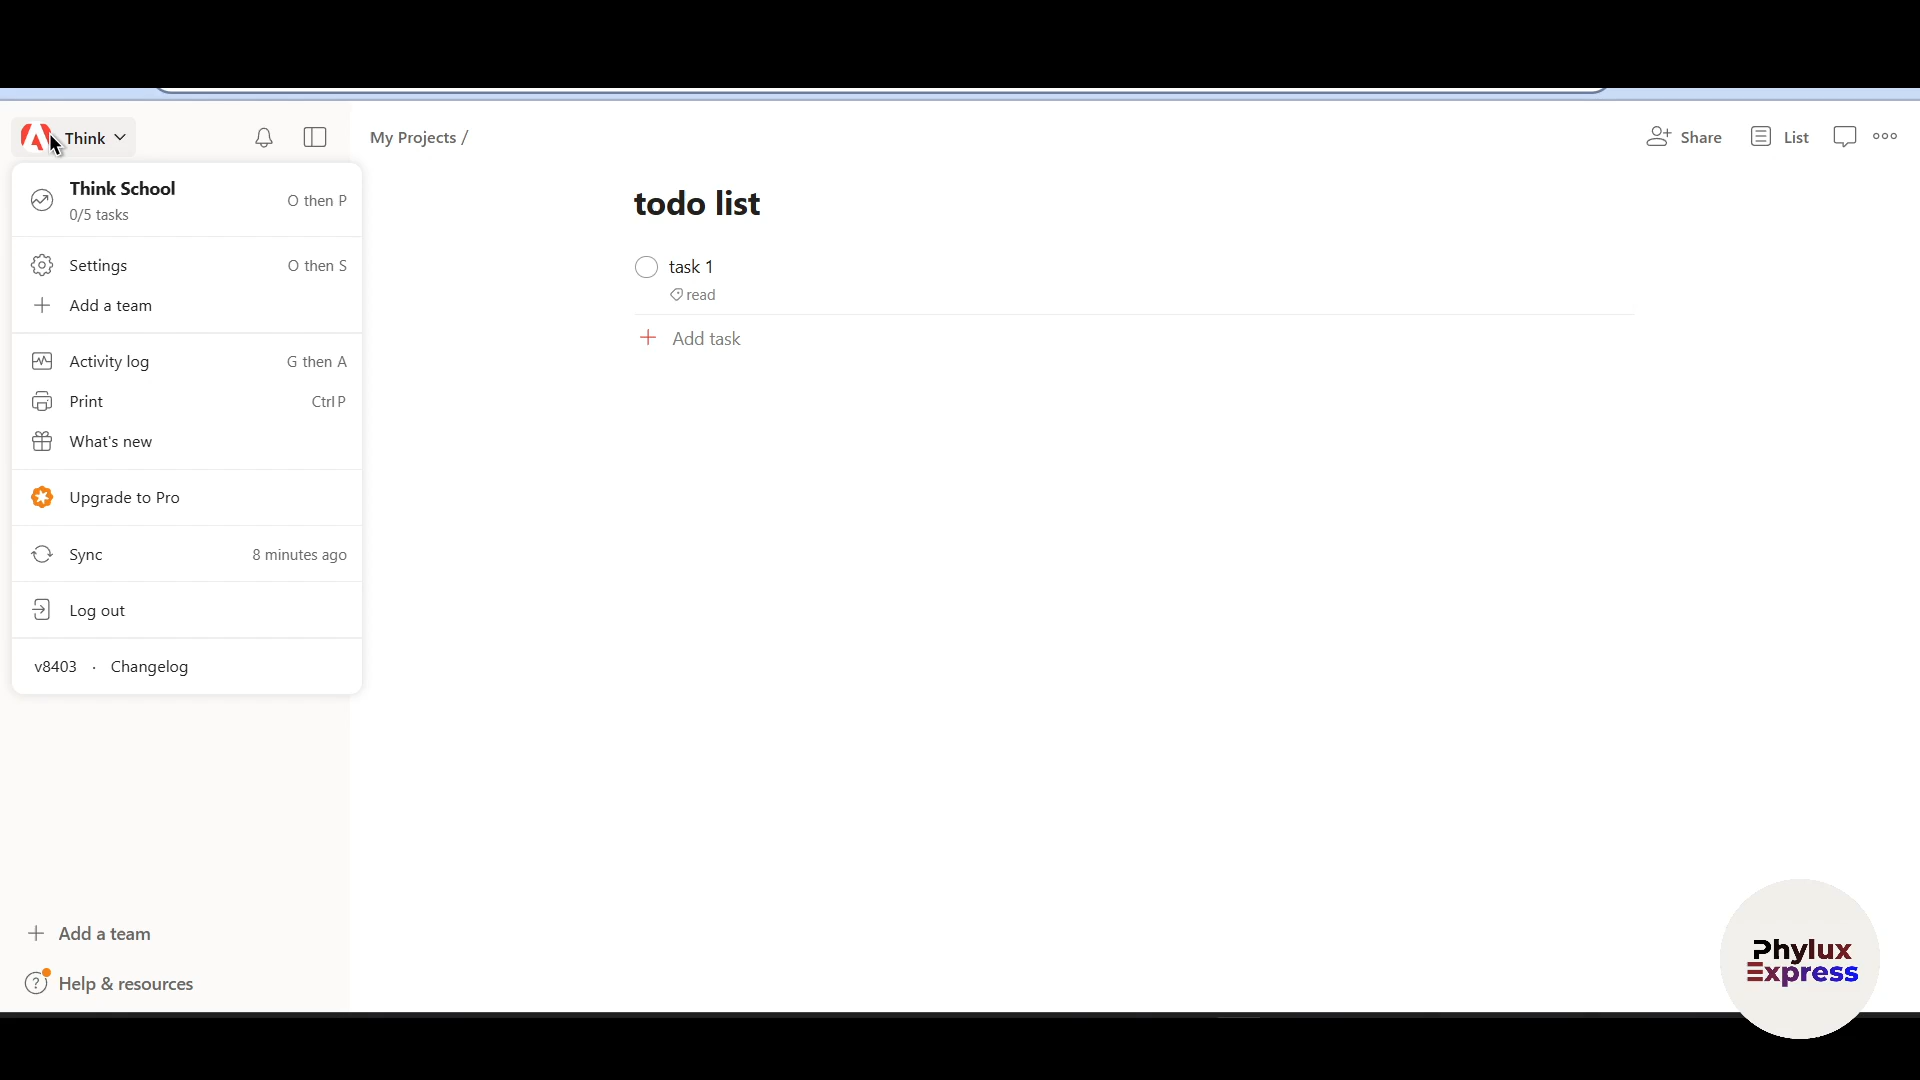 Think
My Projects /
Share
List
Think School
O then P
0/5 tasks
Settings
O then S
Add a team
Activity log
G then A
Print
Ctrl P
What's new
Upgrade to Pro
Sync
8 minutes ago
Log out
v8403 · Changelog
Add a team
Help & resources
todo list
task 1
read
Add task
Phylux
Express